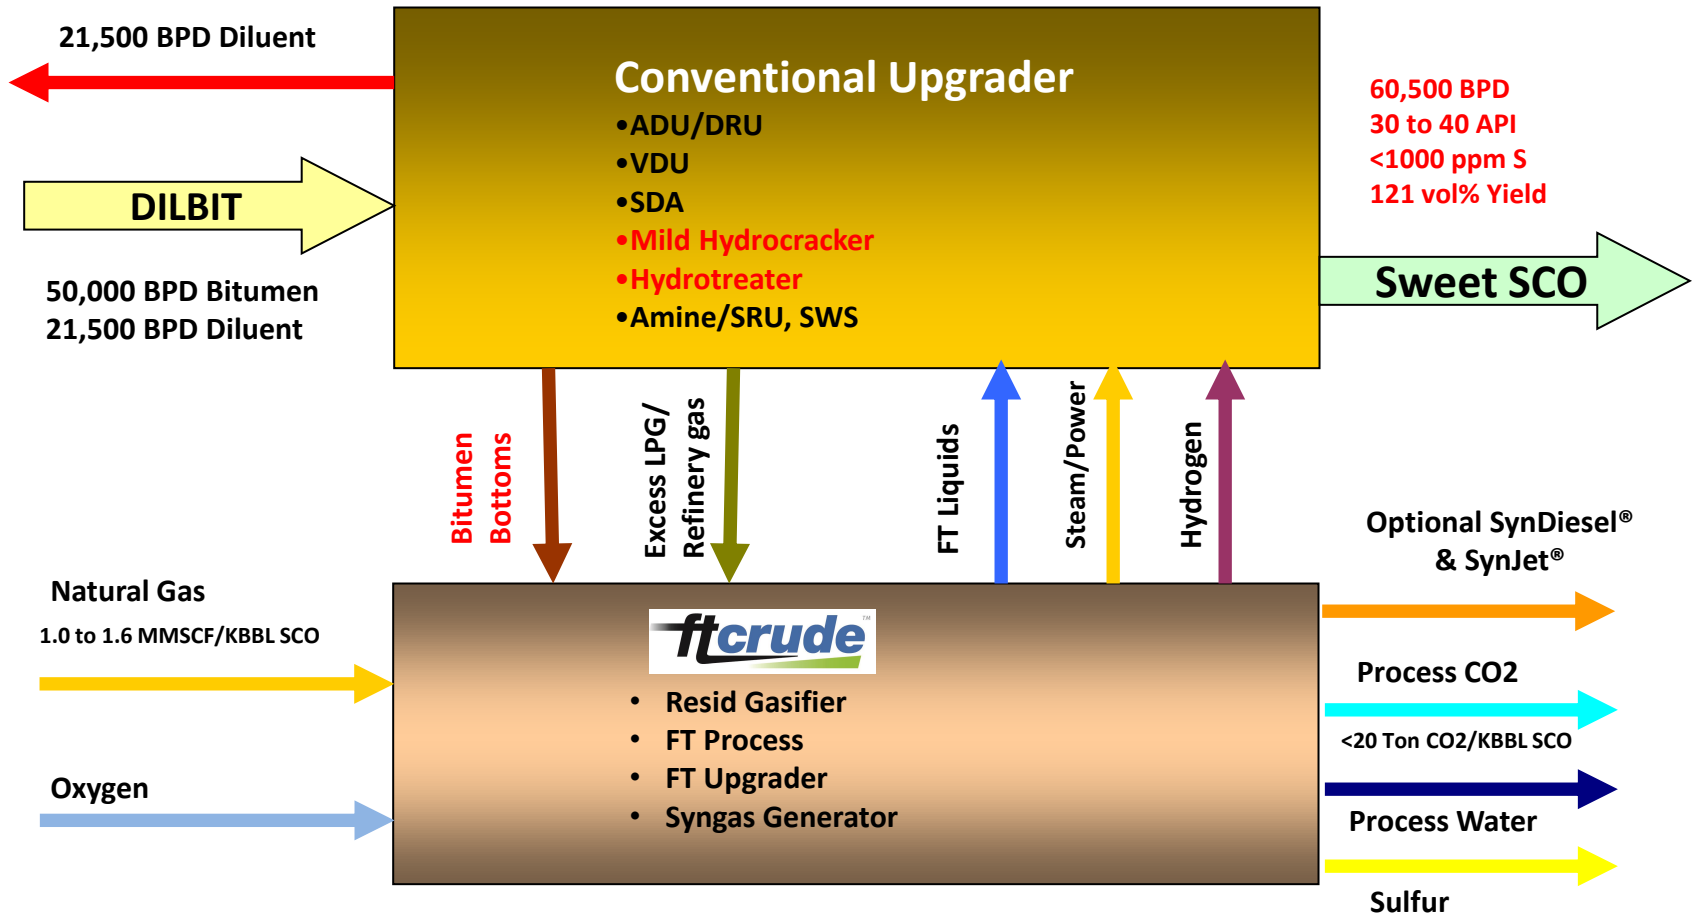 21,500 BPD Diluent
DILBIT
50,000 BPD Bitumen
21,500 BPD Diluent
Conventional Upgrader
•ADU/DRU
•VDU
•SDA
•Mild Hydrocracker
•Hydrotreater
•Amine/SRU, SWS
60,500 BPD
30 to 40 API
<1000 ppm S
121 vol% Yield
Sweet SCO
Bitumen
Bottoms
Excess LPG/
Refinery gas
FT Liquids
Steam/Power
Hydrogen
Natural Gas
1.0 to 1.6 MMSCF/KBBL SCO
Oxygen
ftcrude™
• Resid Gasifier
• FT Process
• FT Upgrader
• Syngas Generator
Optional SynDiesel®
& SynJet®
Process CO2
<20 Ton CO2/KBBL SCO
Process Water
Sulfur